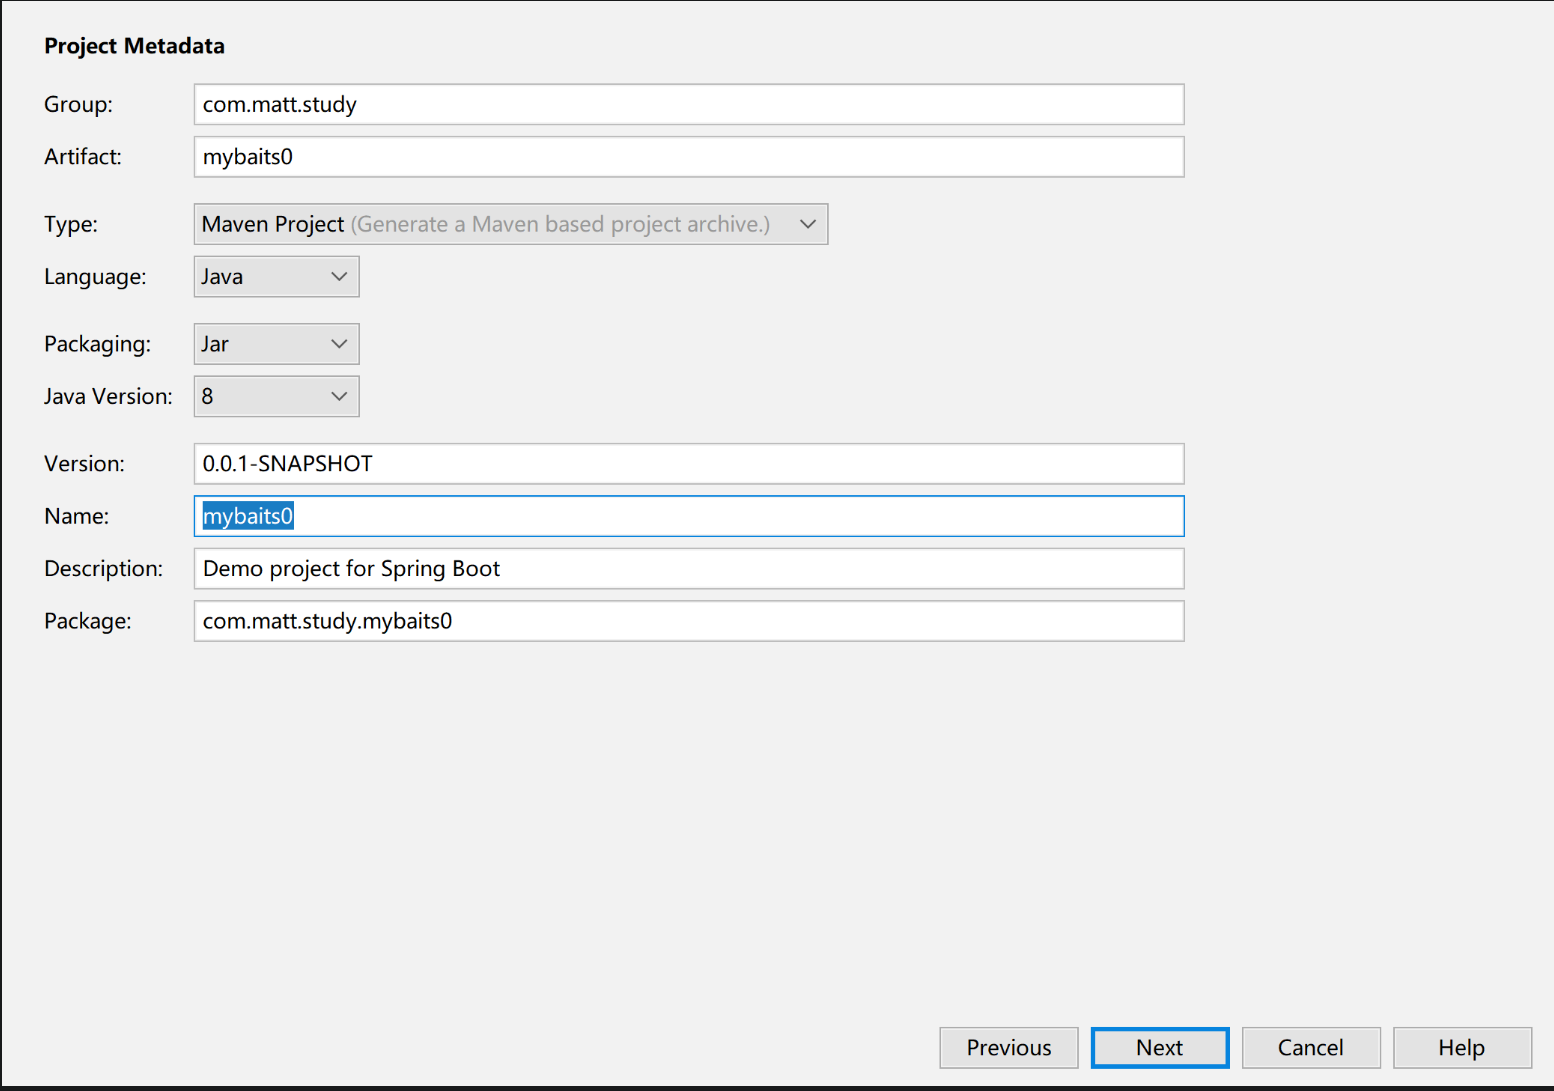 Project Metadata
Group: com.matt.study
Artifact: mybaits0
Type: Maven Project (Generate a Maven based project archive.)
Language: Java
Packaging: Jar
Java Version: 8
Version: 0.0.1-SNAPSHOT
Name: mybaits0
Description: Demo project for Spring Boot
Package: com.matt.study.mybaits0
Previous Next Cancel Help